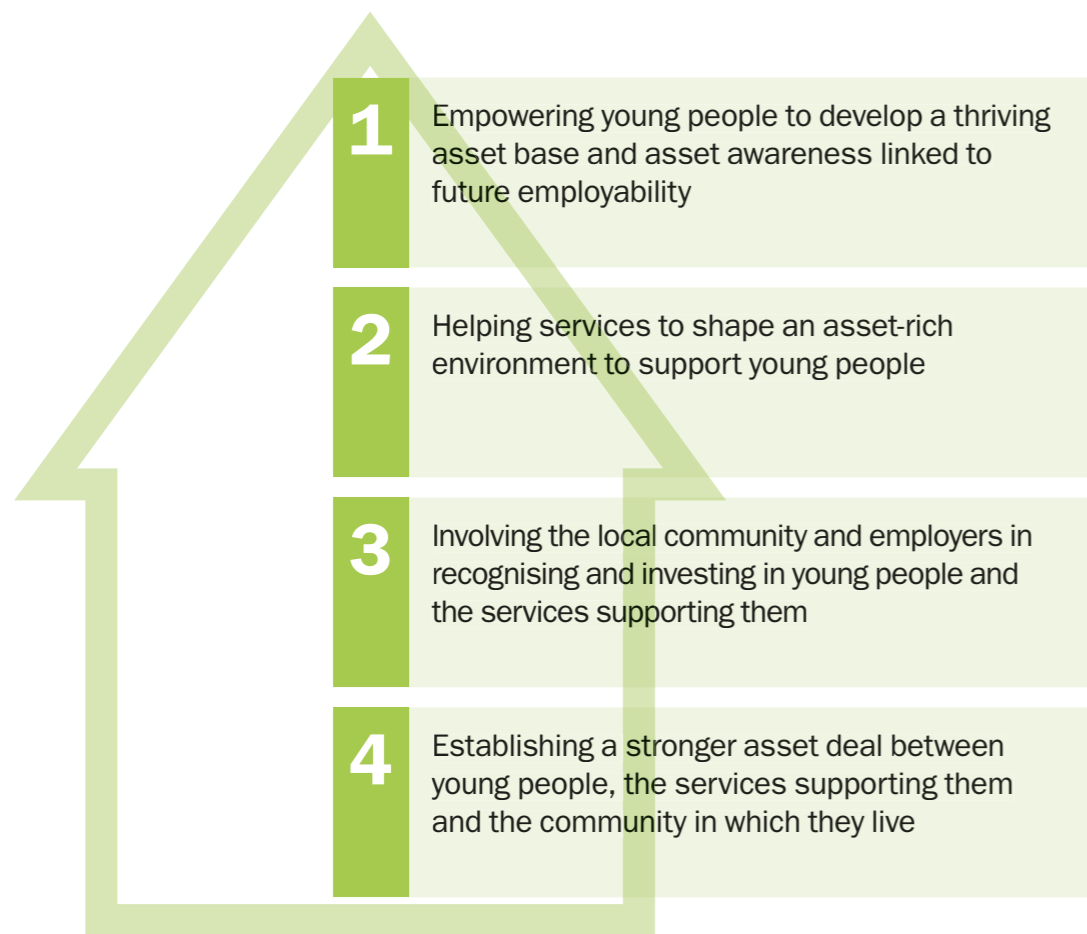 1
Empowering young people to develop a thriving
asset base and asset awareness linked to
future employability
2
Helping services to shape an asset-rich
environment to support young people
3
Involving the local community and employers in
recognising and investing in young people and
the services supporting them
4
Establishing a stronger asset deal between
young people, the services supporting them
and the community in which they live